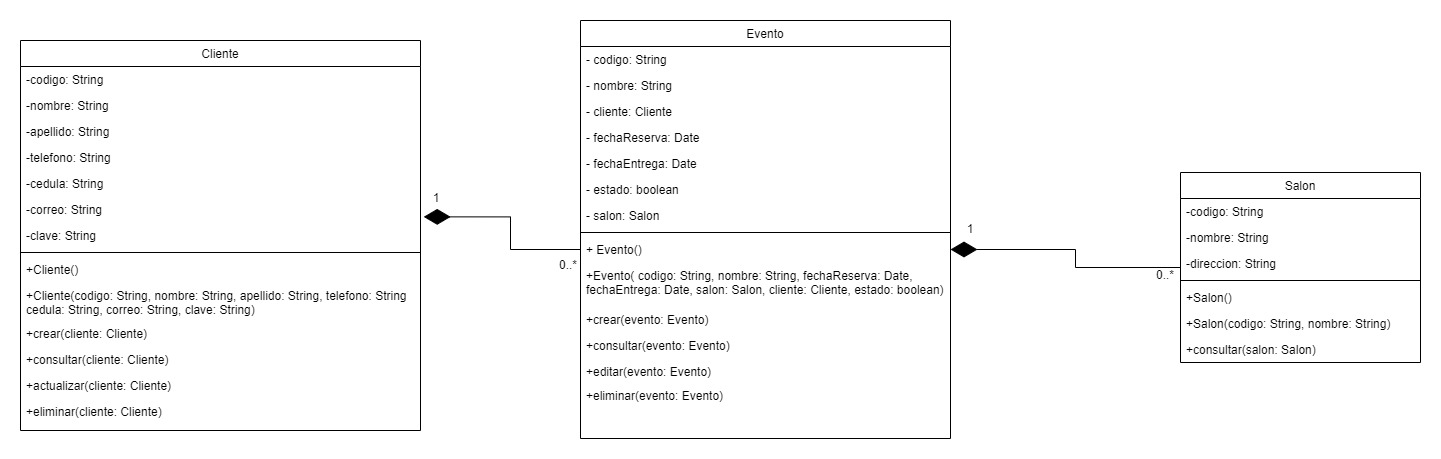 Cliente
-codigo: String
-nombre: String
-apellido: String
-telefono: String
-cedula: String
-correo: String
-clave: String
+Cliente()
+Cliente(codigo: String, nombre: String, apellido: String, telefono: String
cedula: String, correo: String, clave: String)
+crear(cliente: Cliente)
+consultar(cliente: Cliente)
+actualizar(cliente: Cliente)
+eliminar(cliente: Cliente)
1
0..*
Evento
- codigo: String
- nombre: String
- cliente: Cliente
- fechaReserva: Date
- fechaEntrega: Date
- estado: boolean
- salon: Salon
+ Evento()
+Evento( codigo: String, nombre: String, fechaReserva: Date,
fechaEntrega: Date, salon: Salon, cliente: Cliente, estado: boolean)
+crear(evento: Evento)
+consultar(evento: Evento)
+editar(evento: Evento)
+eliminar(evento: Evento)
1
0..*
Salon
-codigo: String
-nombre: String
-direccion: String
+Salon()
+Salon(codigo: String, nombre: String)
+consultar(salon: Salon)